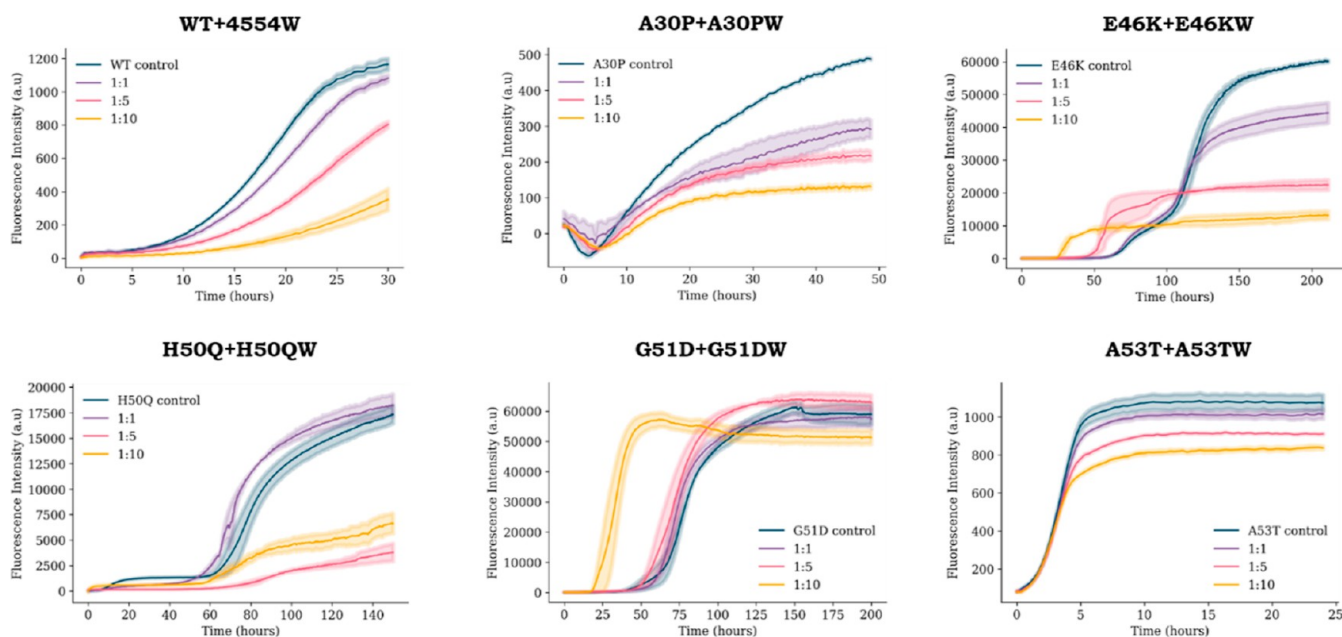 WT+4554W
A30P+A30PW
E46K+E46KW
Fluorescence Intensity (a.u)
1200
1000
800
600
400
200
0
WT control
1:1
1:5
1:10
0 5 10 15 20 25 30
Time (hours)
Fluorescence Intensity (a.u)
500
400
300
200
100
0
A30P control
1:1
1:5
1:10
0 10 20 30 40 50
Time (hours)
Fluorescence Intensity (a.u)
60000
50000
40000
30000
20000
10000
0
E46K control
1:1
1:5
1:10
0 50 100 150 200
Time (hours)
H50Q+H50QW
G51D+G51DW
A53T+A53TW
Fluorescence Intensity (a.u)
20000
17500
15000
12500
10000
7500
5000
2500
0
H50Q control
1:1
1:5
1:10
0 20 40 60 80 100 120 140
Time (hours)
Fluorescence Intensity (a.u)
60000
50000
40000
30000
20000
10000
0
G51D control
1:1
1:5
1:10
0 25 50 75 100 125 150 175 200
Time (hours)
Fluorescence Intensity (a.u)
1000
800
600
400
200
A53T control
1:1
1:5
1:10
0 5 10 15 20 25
Time (hours)